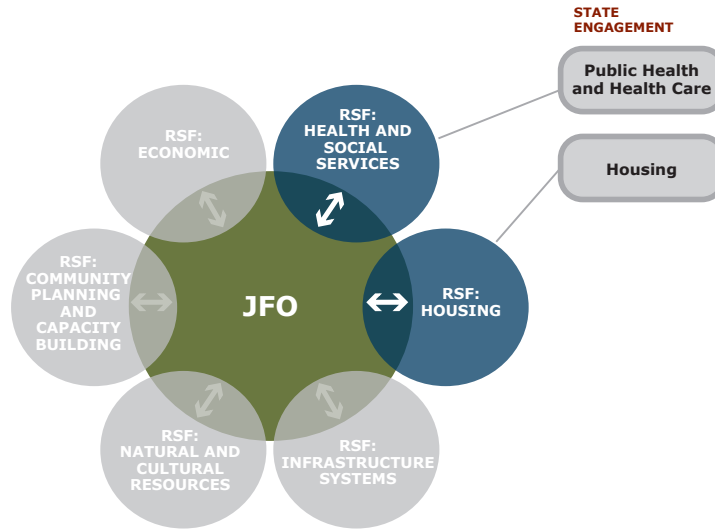 STATE
ENGAGEMENT
Public Health
and Health Care
Housing
RSF:
HEALTH AND
SOCIAL
SERVICES
RSF:
ECONOMIC
RSF:
COMMUNITY
PLANNING
AND
CAPACITY
BUILDING
JFO
RSF:
HOUSING
RSF:
NATURAL AND
CULTURAL
RESOURCES
RSF:
INFRASTRUCTURE
SYSTEMS